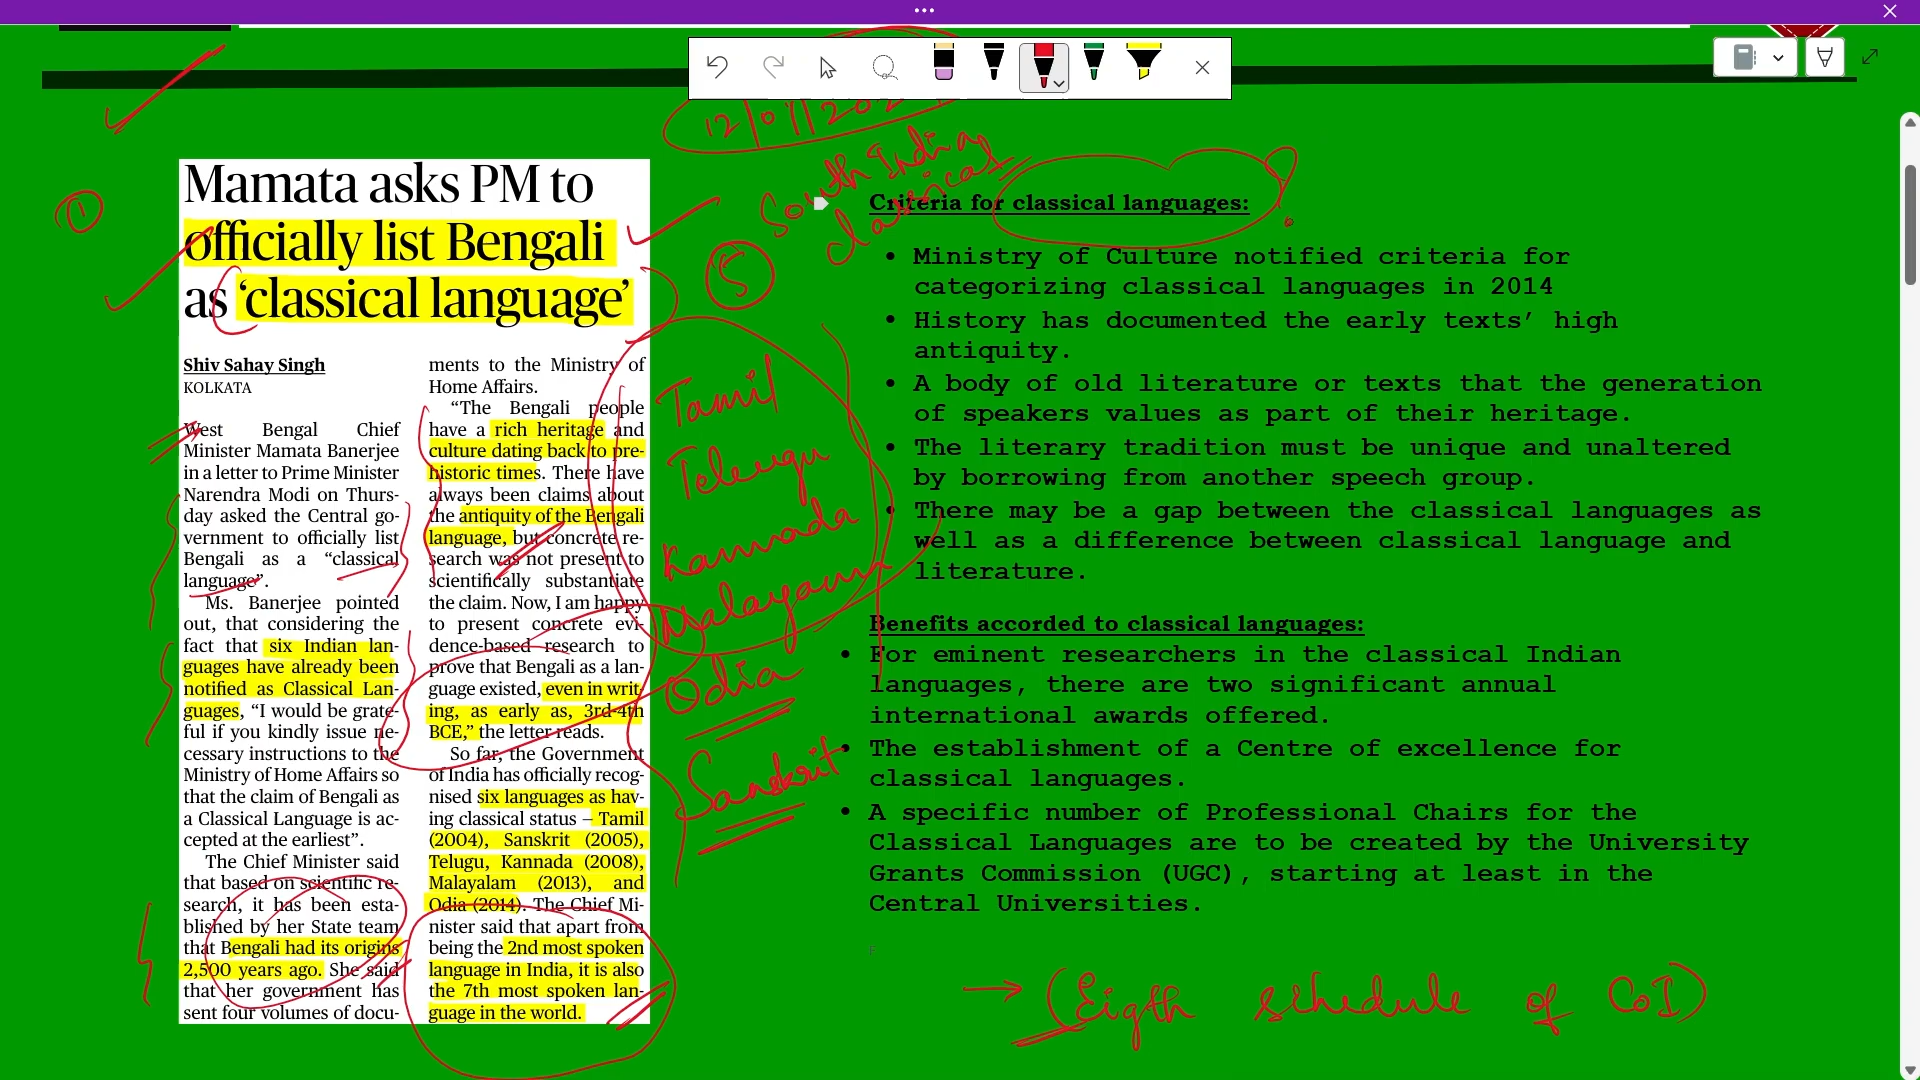 Mamata asks PM to
officially list Bengali
as ‘classical language’
Shiv Sahay Singh
KOLKATA
West Bengal Chief
Minister Mamata Banerjee
in a letter to Prime Minister
Narendra Modi on Thurs-
day asked the Central go-
vernment to officially list
Bengali as a “classical
language”.
Ms. Banerjee pointed
out, that considering the
fact that six Indian lan-
guages have already been
notified as Classical Lan-
guages, “I would be grate-
ful if you kindly issue ne-
cessary instructions to the
Ministry of Home Affairs so
that the claim of Bengali as
a Classical Language is ac-
cepted at the earliest”.
The Chief Minister said
that based on scientific re-
search, it has been esta-
blished by her State team
that Bengali had its origins
2,500 years ago. She said
that her government has
sent four volumes of docu-
ments to the Ministry of
Home Affairs.
“The Bengali people
have a rich heritage and
culture dating back to pre-
historic times. There have
always been claims about
the antiquity of the Bengali
language, but concrete re-
search was not present to
scientifically substantiate
the claim. Now, I am happy
to present concrete evi-
dence-based research to
prove that Bengali as a lan-
guage existed, even in writ-
ing, as early as, 3rd-4th
BCE,” the letter reads.
So far, the Government
of India has officially recog-
nised six languages as hav-
ing classical status – Tamil
(2004), Sanskrit (2005),
Telugu, Kannada (2008),
Malayalam (2013), and
Odia (2014). The Chief Mi-
nister said that apart from
being the 2nd most spoken
language in India, it is also
the 7th most spoken lan-
guage in the world.
1
South Indian
classical
5
Tamil
Telugu
Kannada
Malayalam
Odia
Sanskrit
Criteria for classical languages:
• Ministry of Culture notified criteria for
categorizing classical languages in 2014
• History has documented the early texts’ high
antiquity.
• A body of old literature or texts that the generation
of speakers values as part of their heritage.
• The literary tradition must be unique and unaltered
by borrowing from another speech group.
• There may be a gap between the classical languages as
well as a difference between classical language and
literature.
Benefits accorded to classical languages:
• For eminent researchers in the classical Indian
languages, there are two significant annual
international awards offered.
• The establishment of a Centre of excellence for
classical languages.
• A specific number of Professional Chairs for the
Classical Languages are to be created by the University
Grants Commission (UGC), starting at least in the
Central Universities.
→ (Eigth schedule of CoI)